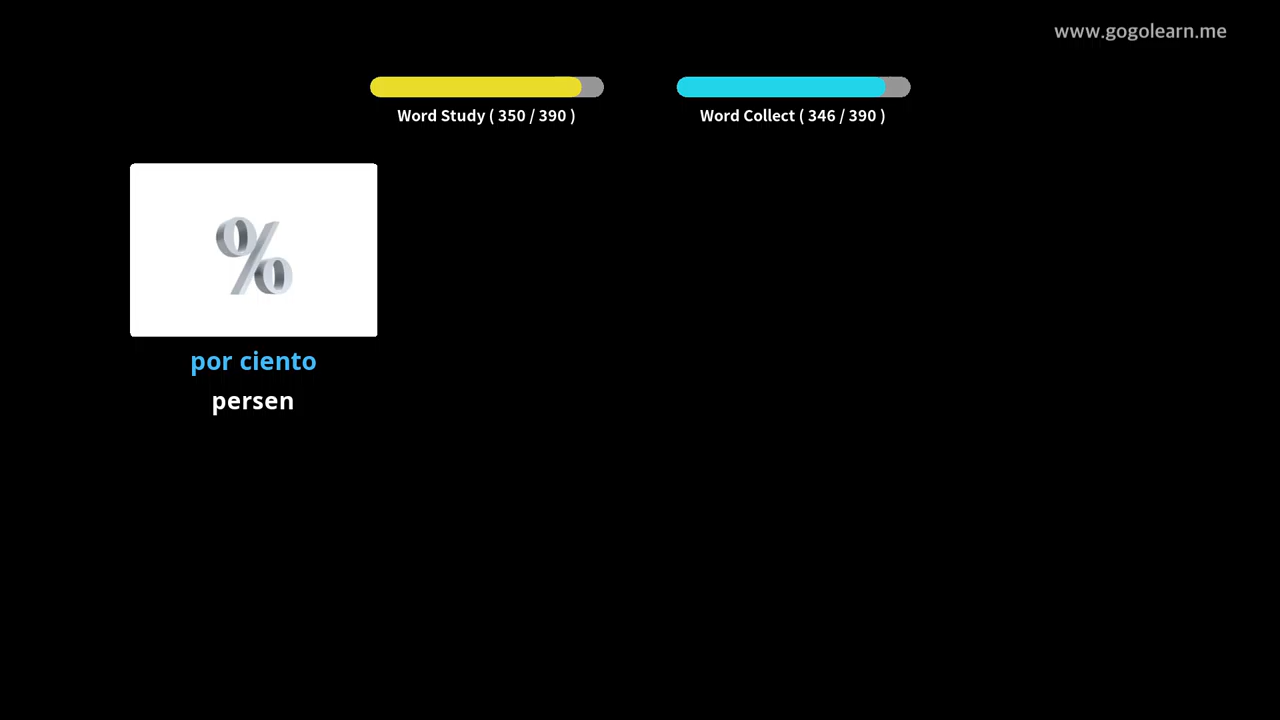 www.gogolearn.me
Word Study ( 350 / 390 )
Word Collect ( 346 / 390 )
%
por ciento
persen